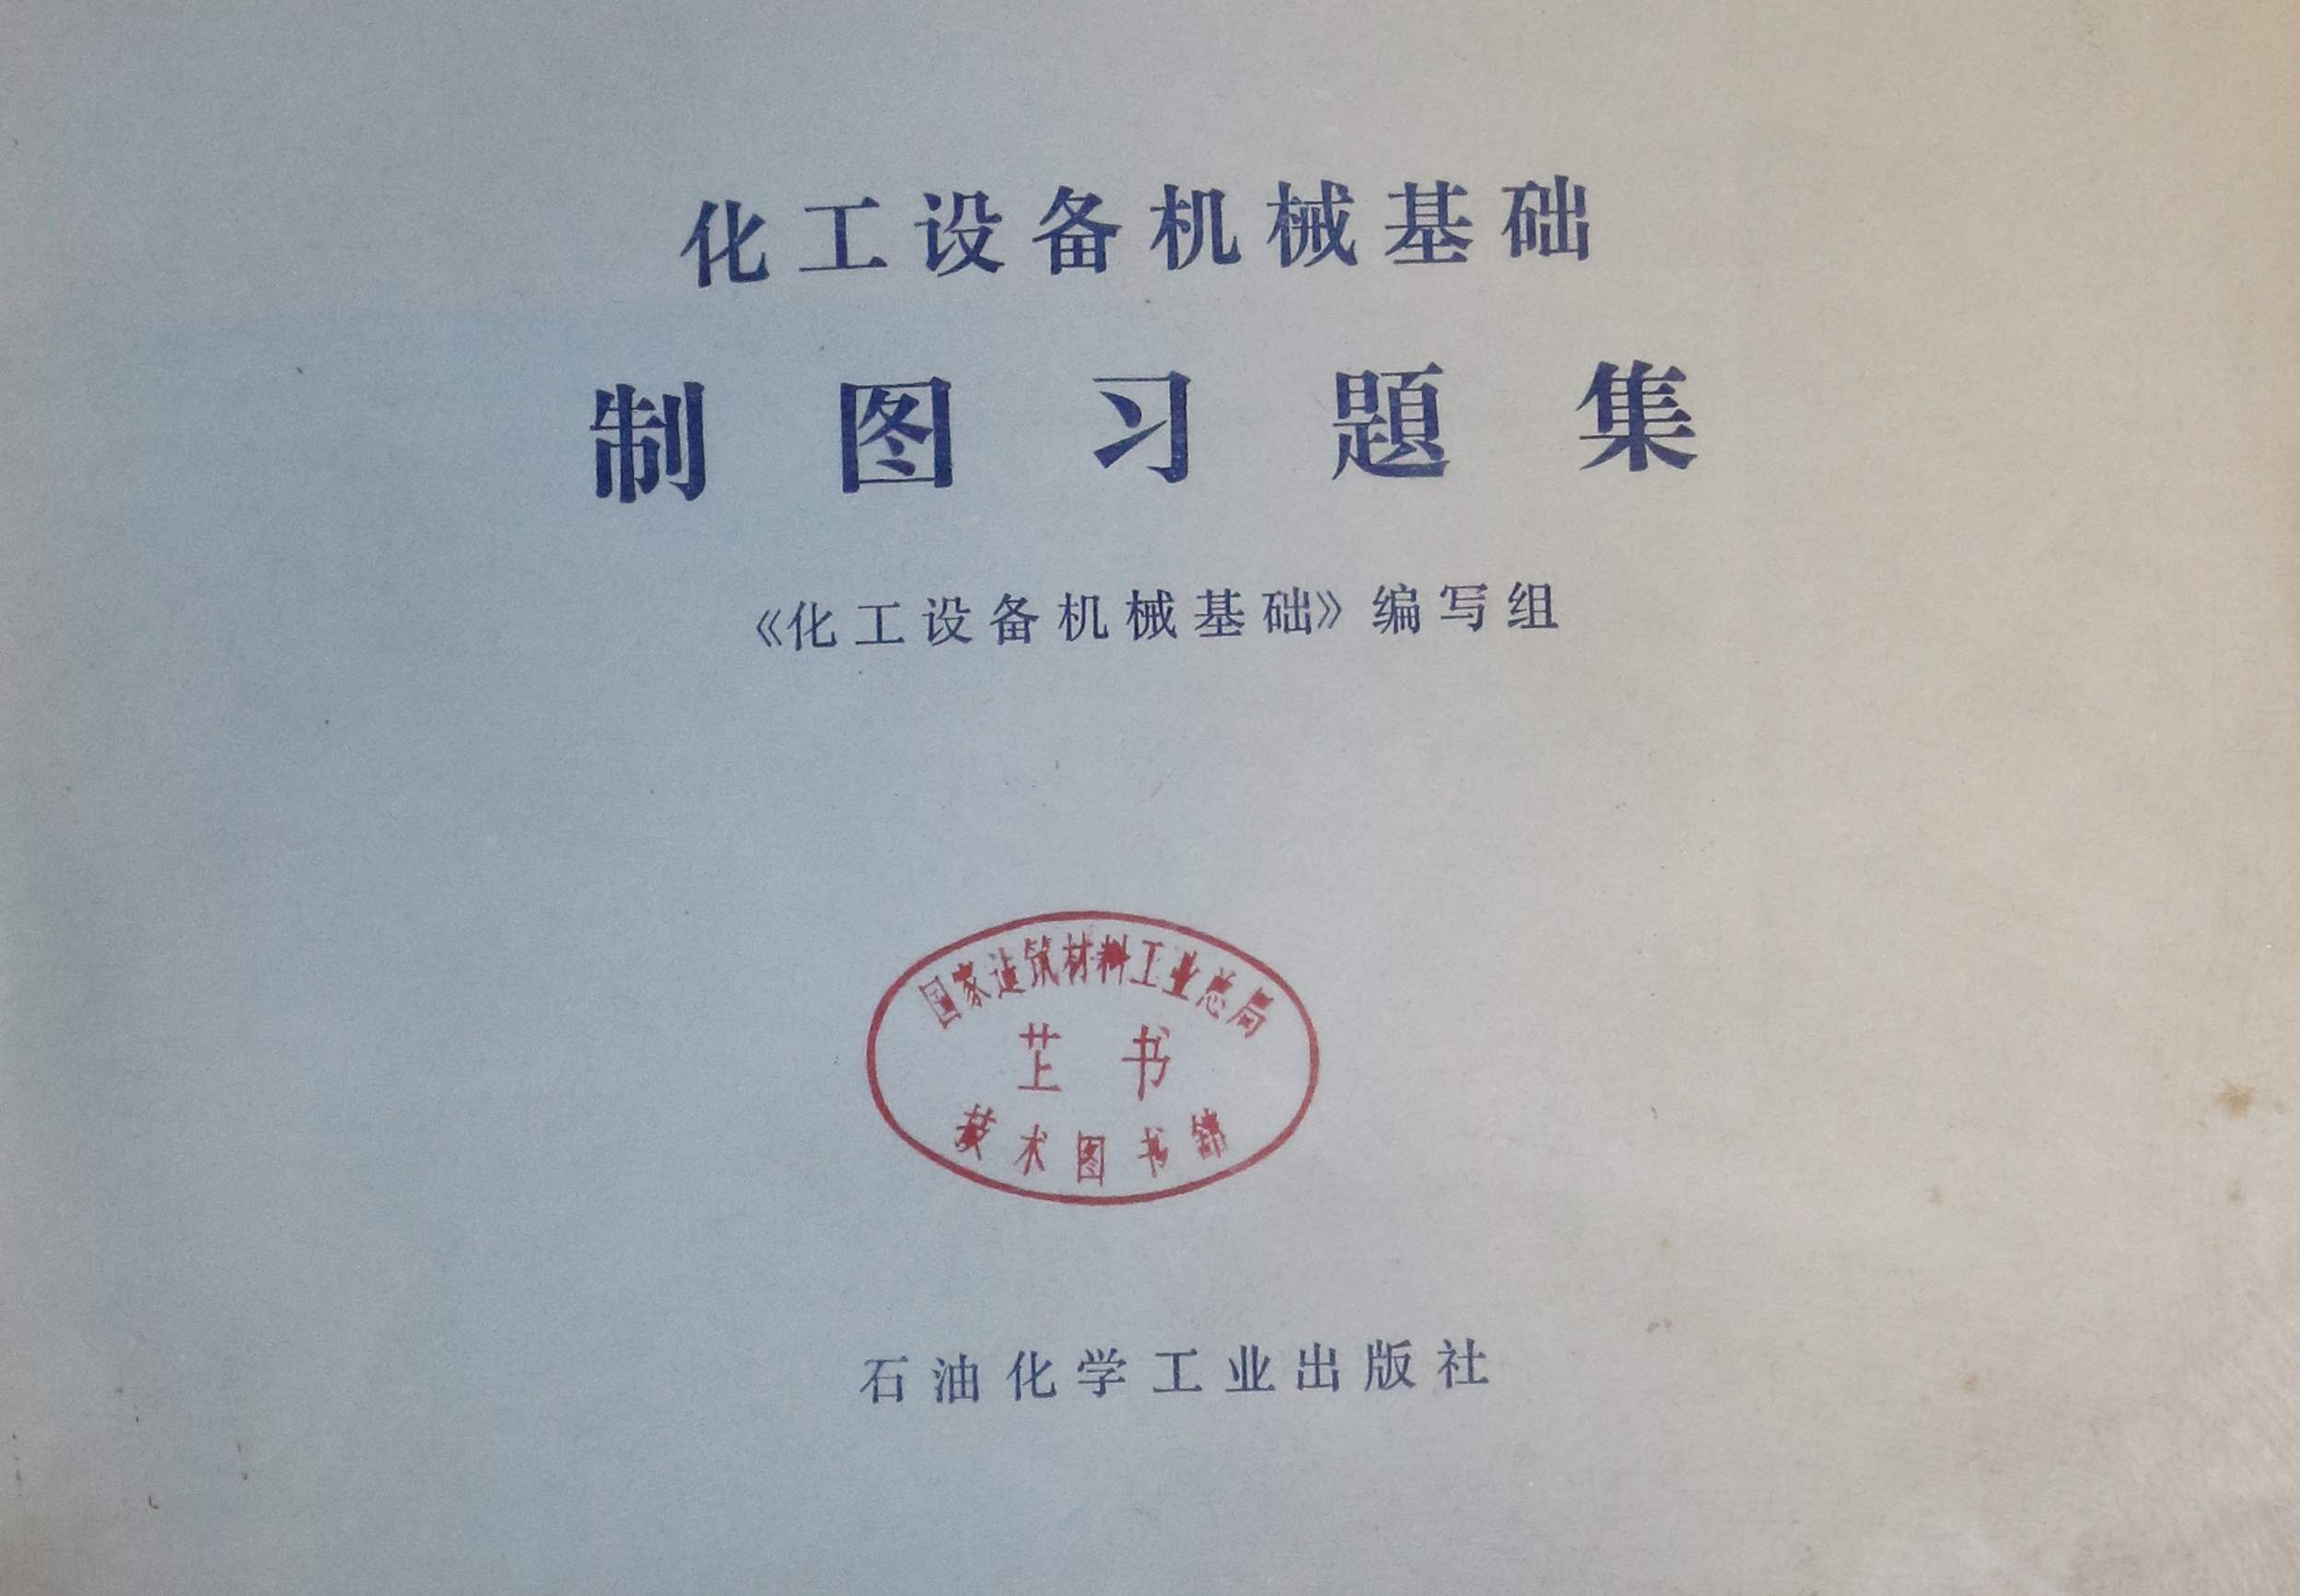 化工设备机械基础
制图习题集
《化工设备机械基础》编写组
国家建筑材料工业总局
书
技术图书馆
石油化学工业出版社